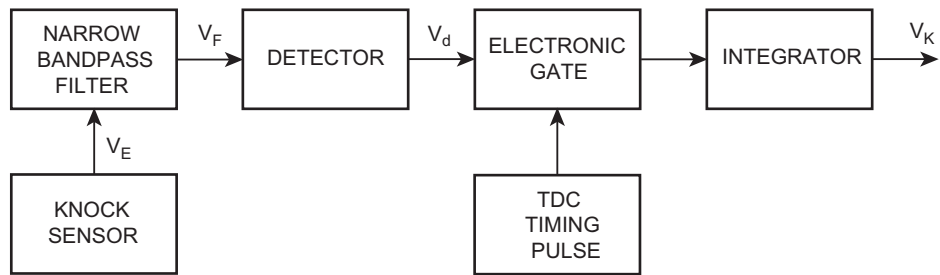 NARROW
BANDPASS
FILTER
V_F
DETECTOR
V_d
ELECTRONIC
GATE
INTEGRATOR
V_K
V_E
KNOCK
SENSOR
TDC
TIMING
PULSE